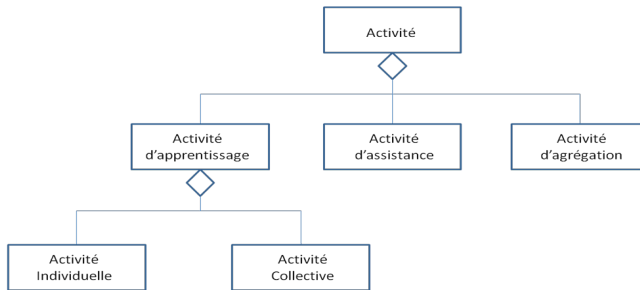 Activité
Activité
d'apprentissage
Activité
d'assistance
Activité
d'agrégation
Activité
Individuelle
Activité
Collective